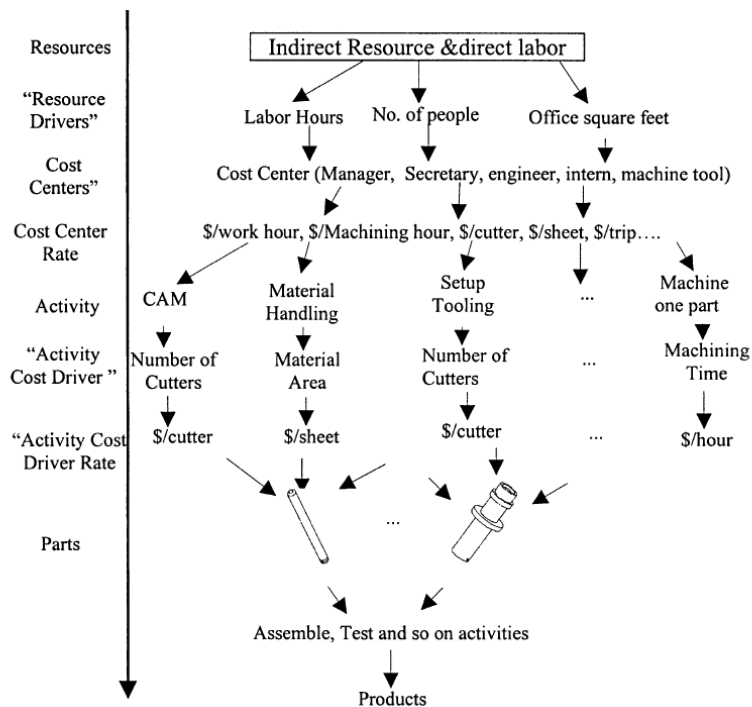 Resources
Indirect Resource &direct labor
“Resource
Drivers”
Labor Hours
No. of people
Office square feet
Cost
Centers”
Cost Center (Manager, Secretary, engineer, intern, machine tool)
Cost Center
Rate
$/work hour, $/Machining hour, $/cutter, $/sheet, $/trip….
Activity
CAM
Material
Handling
Setup
Tooling
...
Machine
one part
“Activity
Cost Driver ”
Number of
Cutters
Material
Area
Number of
Cutters
...
Machining
Time
“Activity Cost
Driver Rate
$/cutter
$/sheet
$/cutter
...
$/hour
Parts
...
Assemble, Test and so on activities
Products